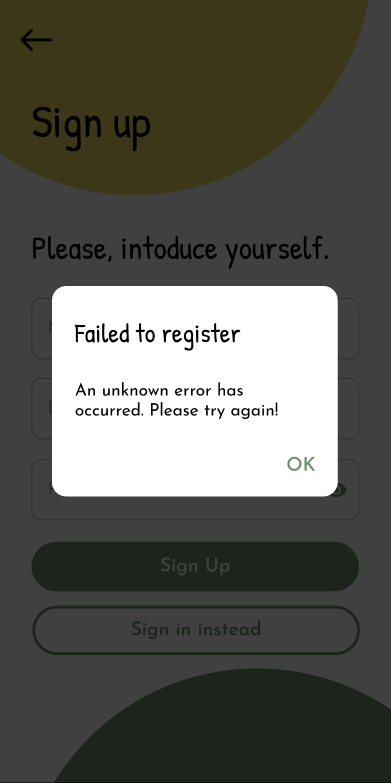 Sign up
Please, intoduce yourself.
Failed to register
An unknown error has
occurred. Please try again!
OK
Sign Up
Sign in instead